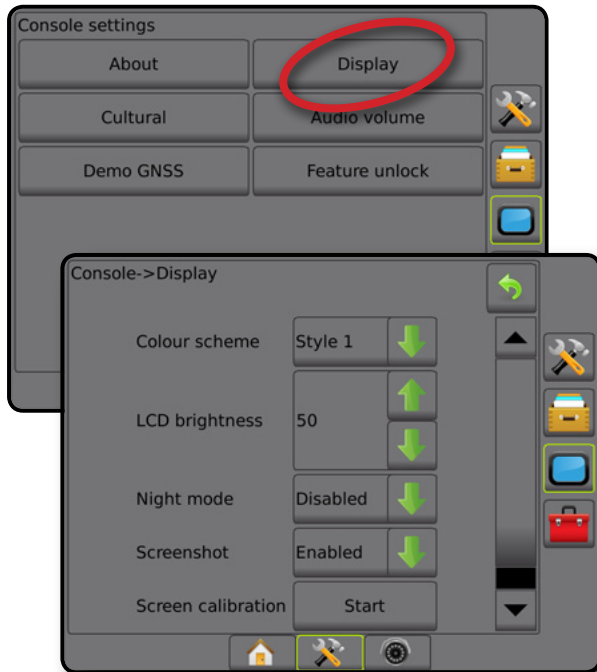 Console settings
About Display
Cultural Audio volume
Demo GNSS Feature unlock
Console->Display
Colour scheme Style 1
LCD brightness 50
Night mode Disabled
Screenshot Enabled
Screen calibration Start